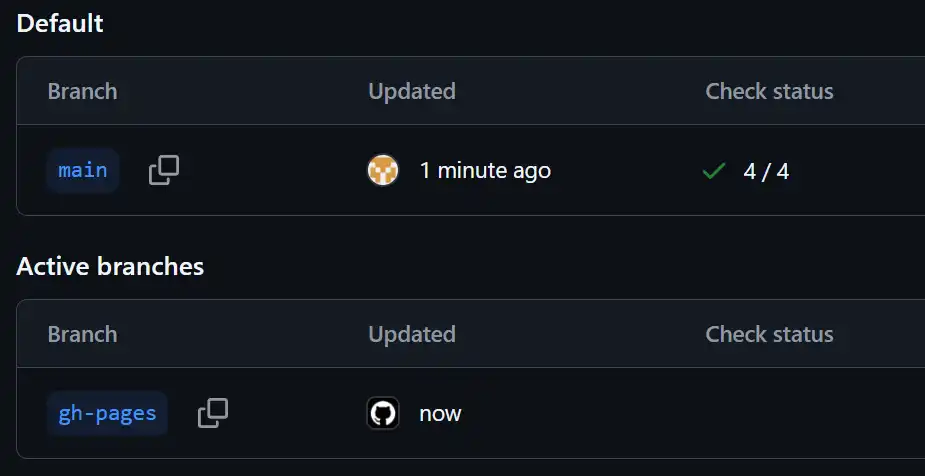 Default
Branch Updated Check status
main 1 minute ago 4 / 4
Active branches
Branch Updated Check status
gh-pages now